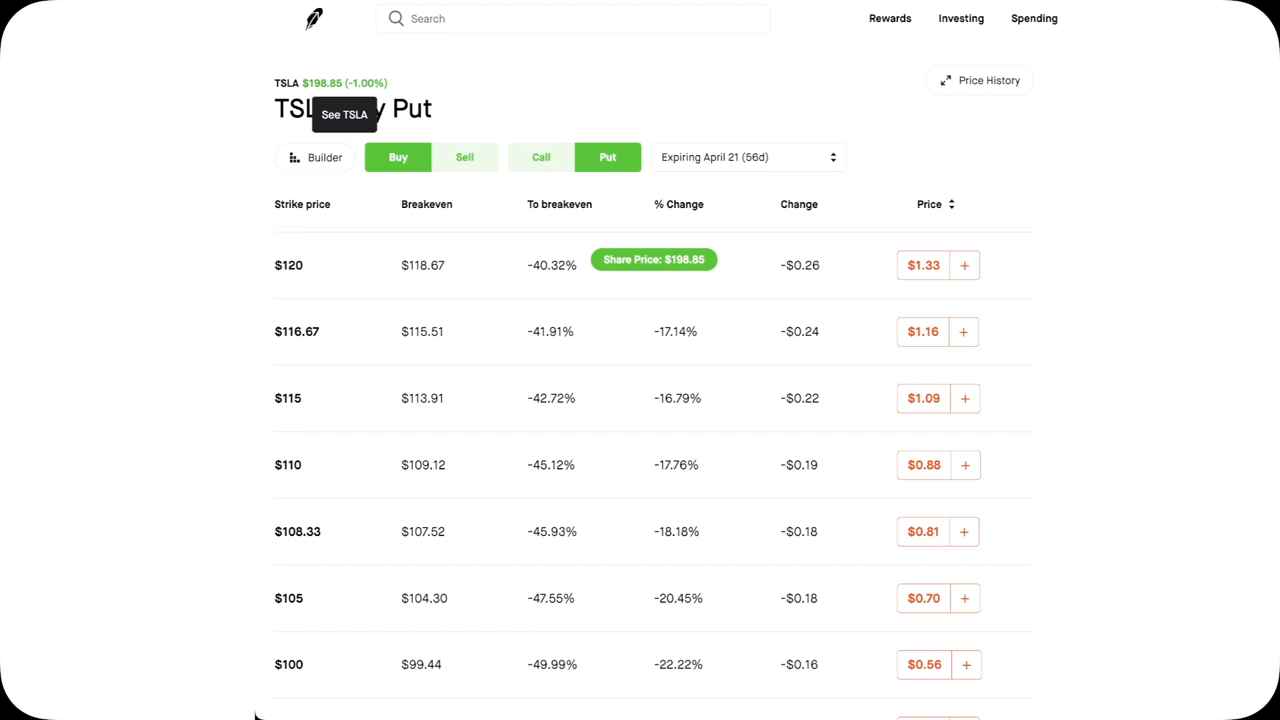 Search
Rewards Investing Spending
TSLA $198.85 (-1.00%)
Price History
TSL y Put
See TSLA
Builder Buy Sell Call Put Expiring April 21 (56d)
Strike price Breakeven To breakeven % Change Change Price
$120 $118.67 -40.32% Share Price: $198.85 -$0.26 $1.33 +
$116.67 $115.51 -41.91% -17.14% -$0.24 $1.16 +
$115 $113.91 -42.72% -16.79% -$0.22 $1.09 +
$110 $109.12 -45.12% -17.76% -$0.19 $0.88 +
$108.33 $107.52 -45.93% -18.18% -$0.18 $0.81 +
$105 $104.30 -47.55% -20.45% -$0.18 $0.70 +
$100 $99.44 -49.99% -22.22% -$0.16 $0.56 +